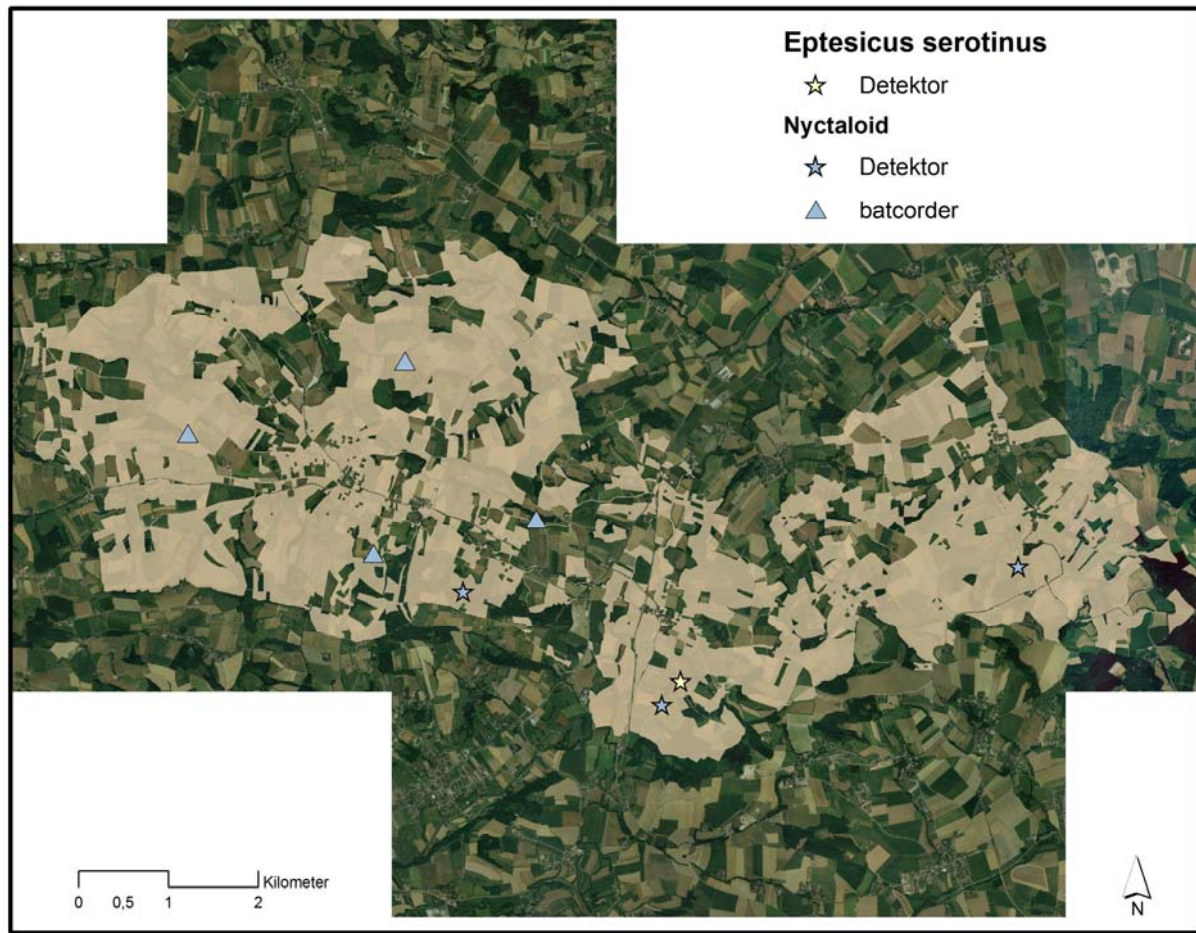 Eptesicus serotinus
Detektor
Nyctaloid
Detektor
batcorder
Kilometer
0 0,5 1 2
N